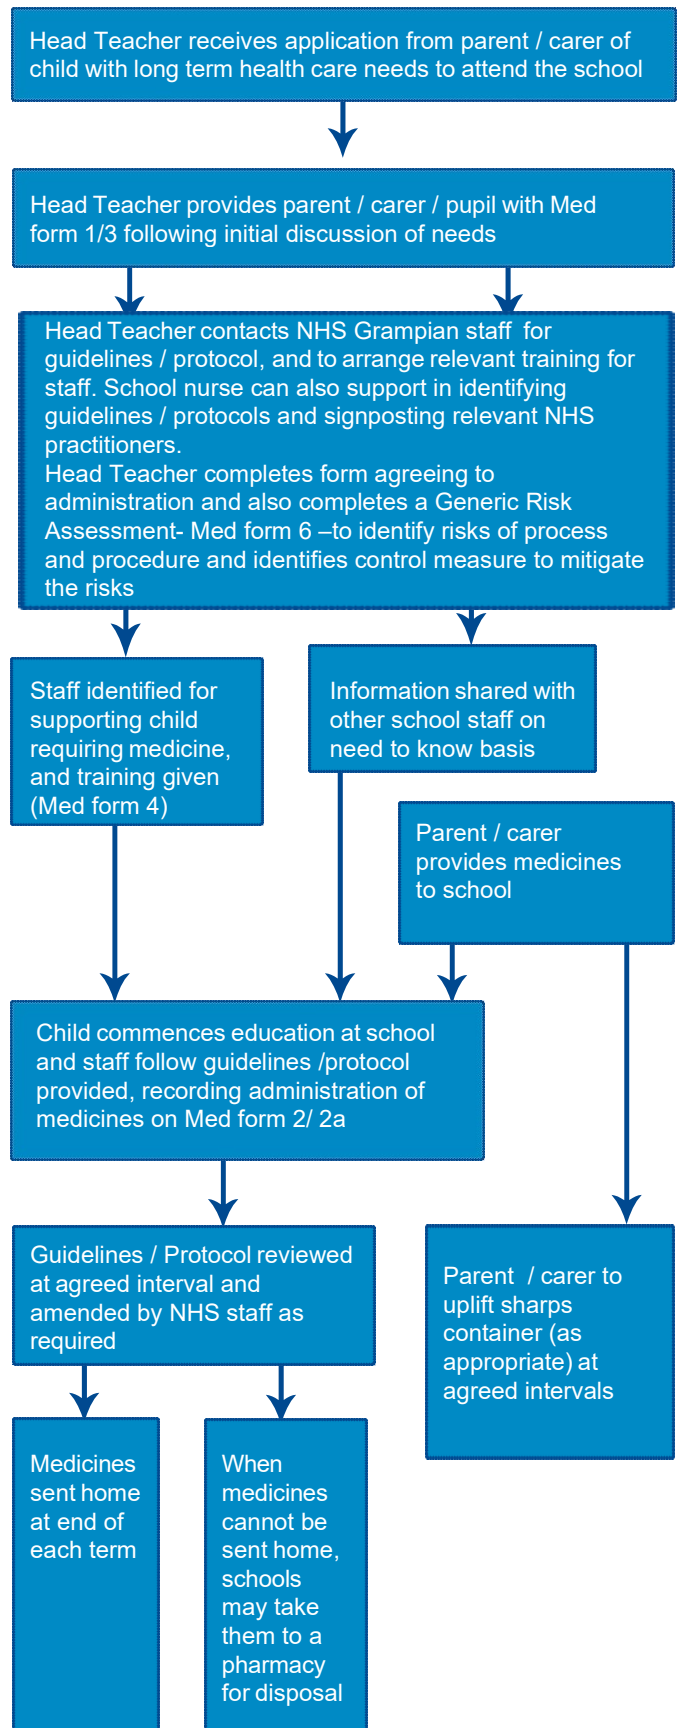 Head Teacher receives application from parent / carer of
child with long term health care needs to attend the school
Head Teacher provides parent / carer / pupil with Med
form 1/3 following initial discussion of needs
Head Teacher contacts NHS Grampian staff for
guidelines / protocol, and to arrange relevant training for
staff. School nurse can also support in identifying
guidelines / protocols and signposting relevant NHS
practitioners.
Head Teacher completes form agreeing to
administration and also completes a Generic Risk
Assessment- Med form 6 –to identify risks of process
and procedure and identifies control measure to mitigate
the risks
Staff identified for
supporting child
requiring medicine,
and training given
(Med form 4)
Information shared with
other school staff on
need to know basis
Parent / carer
provides medicines
to school
Child commences education at school
and staff follow guidelines /protocol
provided, recording administration of
medicines on Med form 2/ 2a
Guidelines / Protocol reviewed
at agreed interval and
amended by NHS staff as
required
Parent / carer to
uplift sharps
container (as
appropriate) at
agreed intervals
Medicines
sent home
at end of
each term
When
medicines
cannot be
sent home,
schools
may take
them to a
pharmacy
for disposal